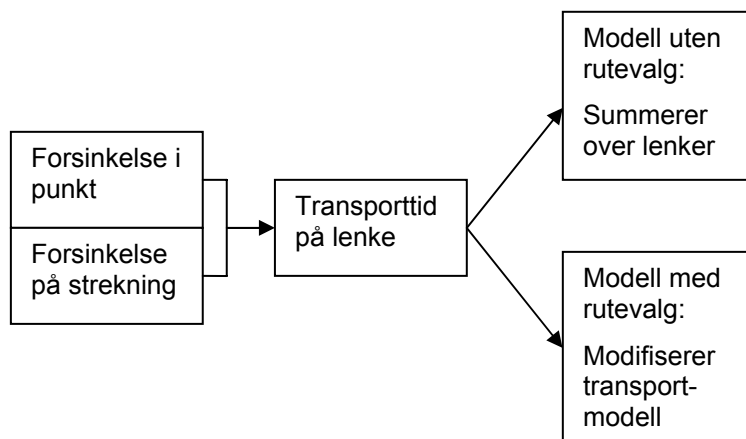 Forsinkelse i
punkt
Forsinkelse
på strekning
Transporttid
på lenke
Modell uten
rutevalg:
Summerer
over lenker
Modell med
rutevalg:
Modifiserer
transport-
modell